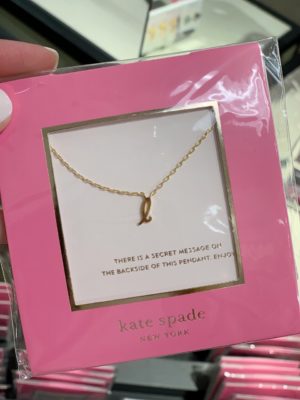 THERE IS A SECRET MESSAGE ON
THE BACKSIDE OF THIS PENDANT. ENJOY
kate spade
NEW YORK